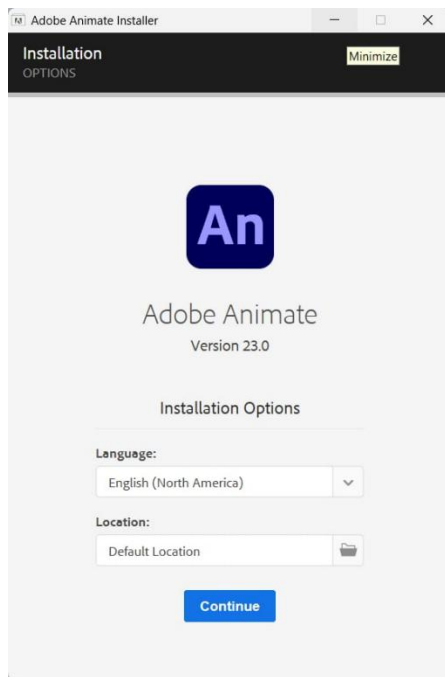 Adobe Animate Installer
Installation
OPTIONS
Minimize
An
Adobe Animate
Version 23.0
Installation Options
Language:
English (North America)
Location:
Default Location
Continue